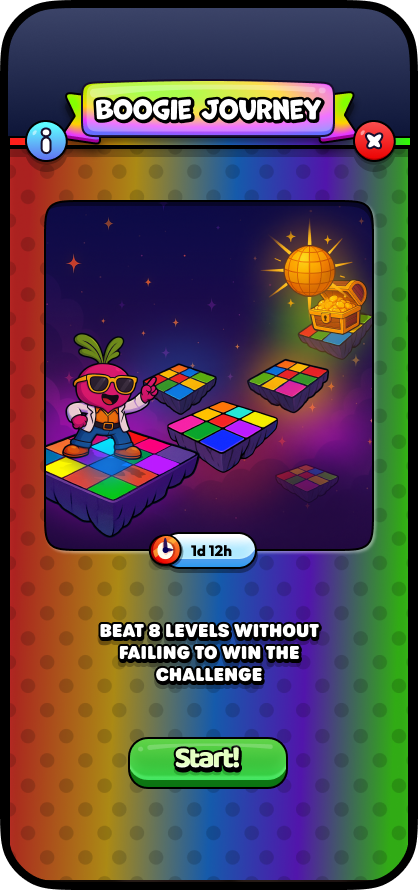 BOOGIE JOURNEY
i
1d 12h
BEAT 8 LEVELS WITHOUT
FAILING TO WIN THE
CHALLENGE
Start!